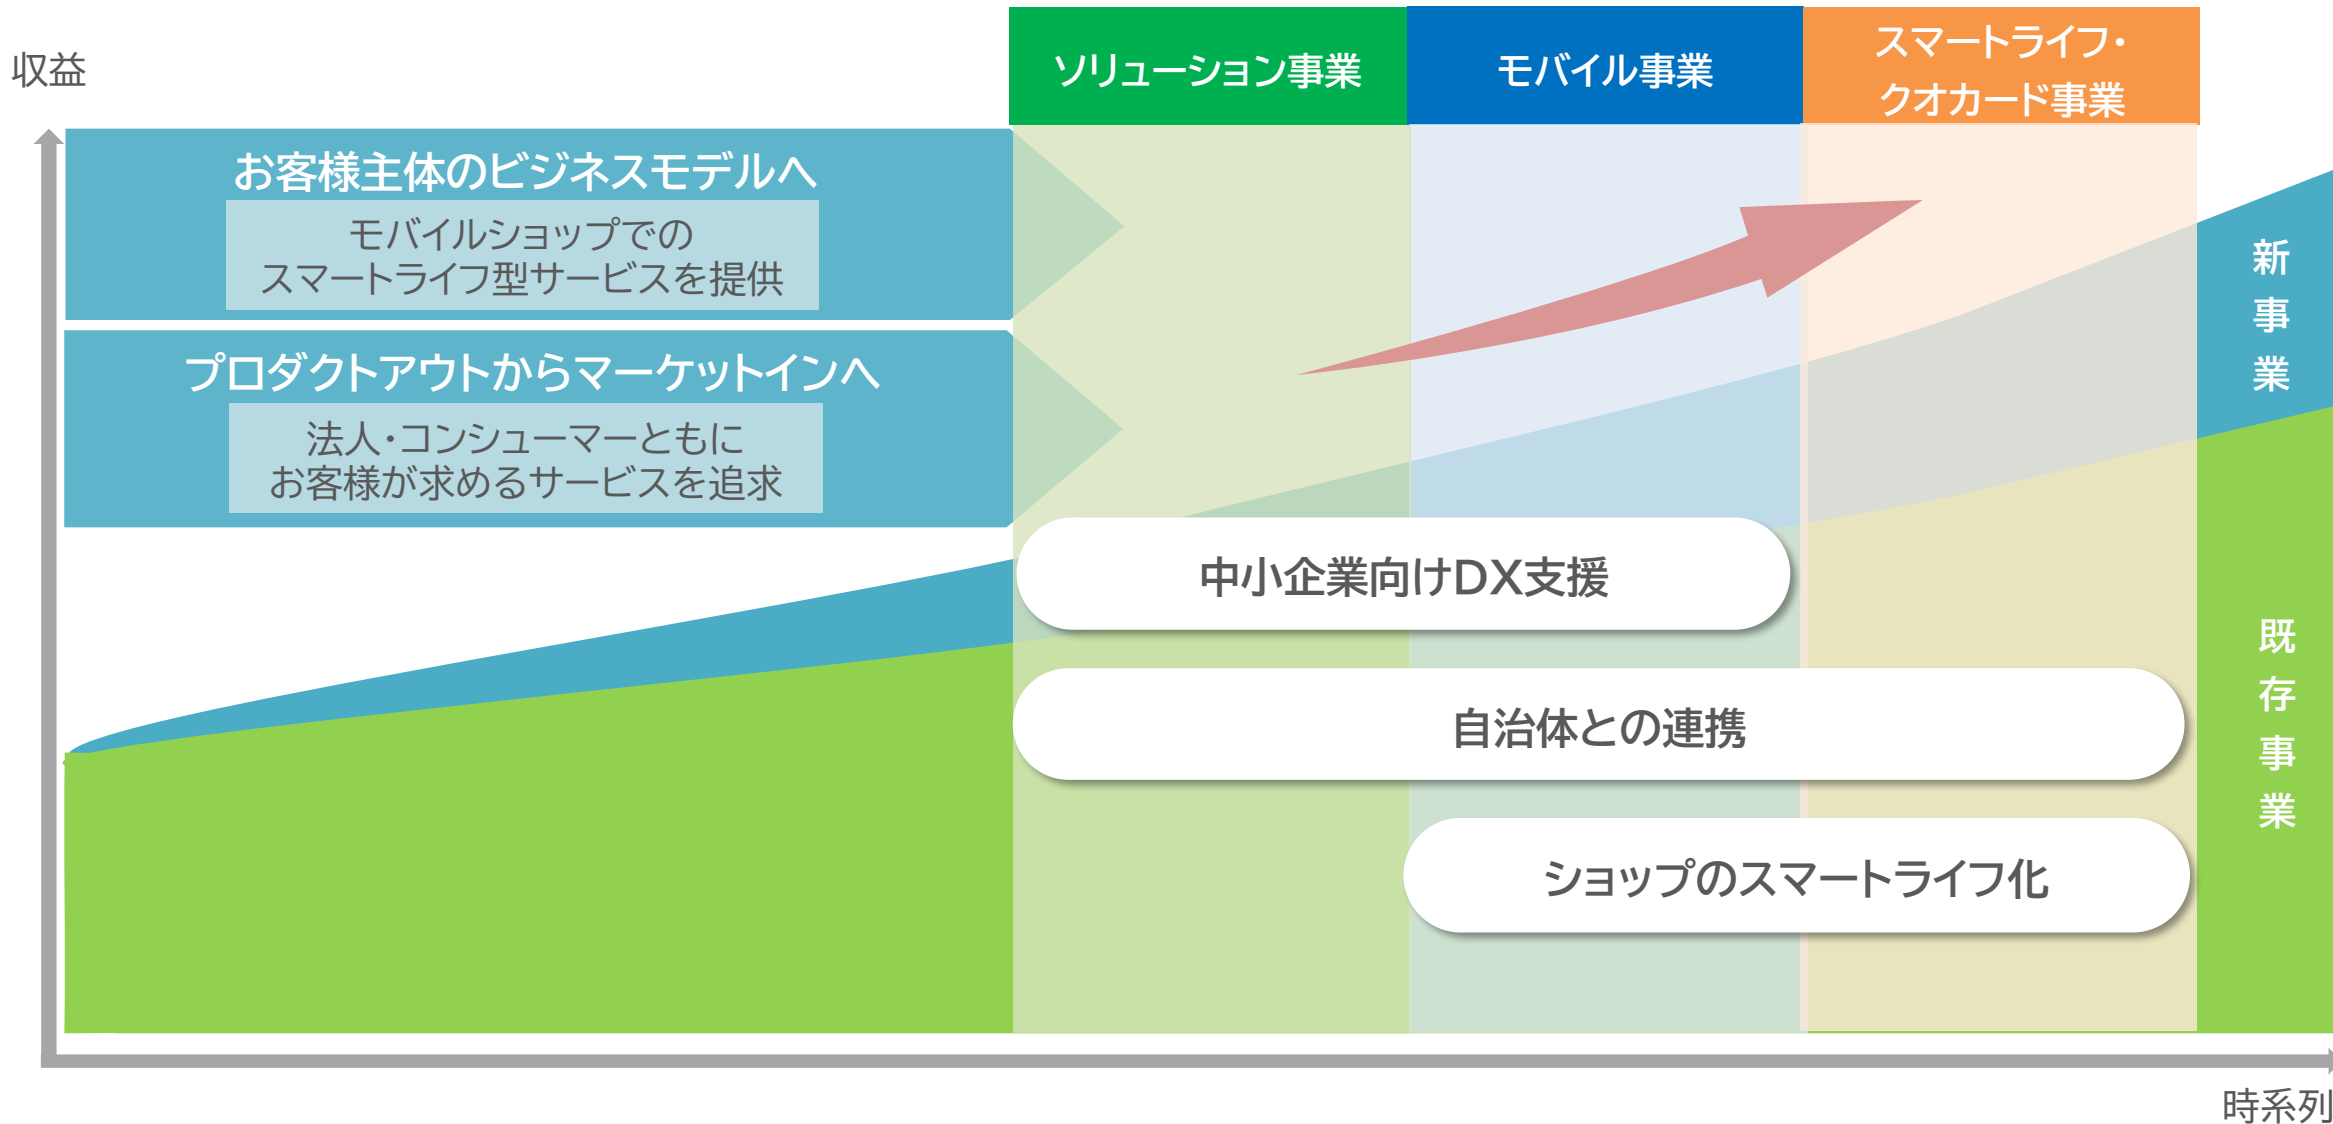 収益
ソリューション事業
モバイル事業
スマートライフ・
クオカード事業
お客様主体のビジネスモデルへ
モバイルショップでの
スマートライフ型サービスを提供
プロダクトアウトからマーケットインへ
法人・コンシューマーともに
お客様が求めるサービスを追求
新事業
中小企業向けDX支援
自治体との連携
ショップのスマートライフ化
既存事業
時系列